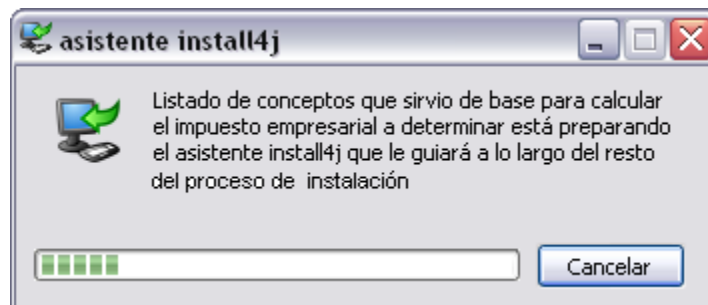 asistente install4j
Listado de conceptos que sirvio de base para calcular
el impuesto empresarial a determinar está preparando
el asistente install4j que le guiará a lo largo del resto
del proceso de instalación
Cancelar